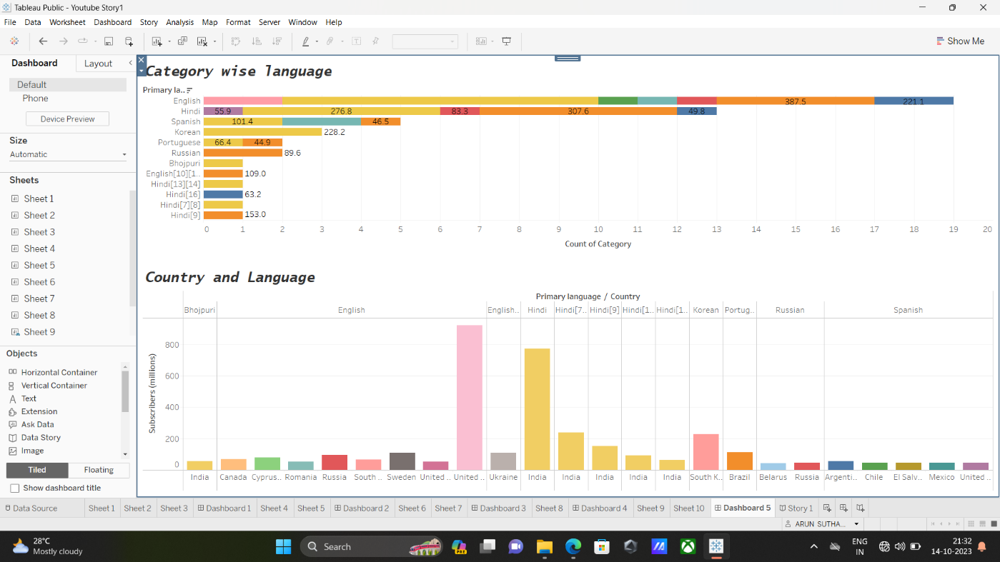 Tableau Public - Youtube Story1
File Data Worksheet Dashboard Story Analysis Map Format Server Window Help
Show Me
Dashboard Layout
Default
Phone
Device Preview
Size
Automatic
Sheets
Sheet 1
Sheet 2
Sheet 3
Sheet 4
Sheet 5
Sheet 6
Sheet 7
Sheet 8
Sheet 9
Objects
Horizontal Container
Vertical Container
Text
Extension
Ask Data
Data Story
Image
Tiled Floating
Show dashboard title
Category wise language
Primary la..
English 387.5 221.1
Hindi 55.9 276.8 83.3 307.6 49.8
Spanish 101.4 46.5
Korean 228.2
Portuguese 66.4 44.9
Russian 89.6
Bhojpuri
English[10][1.. 109.0
Hindi[13][14]
Hindi[16] 63.2
Hindi[7][8]
Hindi[9] 153.0
0 1 2 3 4 5 6 7 8 9 10 11 12 13 14 15 16 17 18 19 20
Count of Category
Country and Language
Primary language / Country
Bhojpuri English English.. Hindi Hindi[7.. Hindi[9] Hindi[1.. Hindi[1.. Korean Portug.. Russian Spanish
Subscribers (millions)
800
600
400
200
0
India Canada Cyprus.. Romania Russia South .. Sweden United .. United .. Ukraine India India India India India South K.. Brazil Belarus Russia Argenti.. Chile El Salv.. Mexico United ..
Data Source Sheet 1 Sheet 2 Sheet 3 Dashboard 1 Sheet 4 Sheet 5 Dashboard 2 Sheet 6 Sheet 7 Dashboard 3 Sheet 8 Dashboard 4 Sheet 9 Sheet 10 Dashboard 5 Story 1
ARUN SUTHA...
28°C
Mostly cloudy
Search
PRE
ENG
IN
21:32
14-10-2023